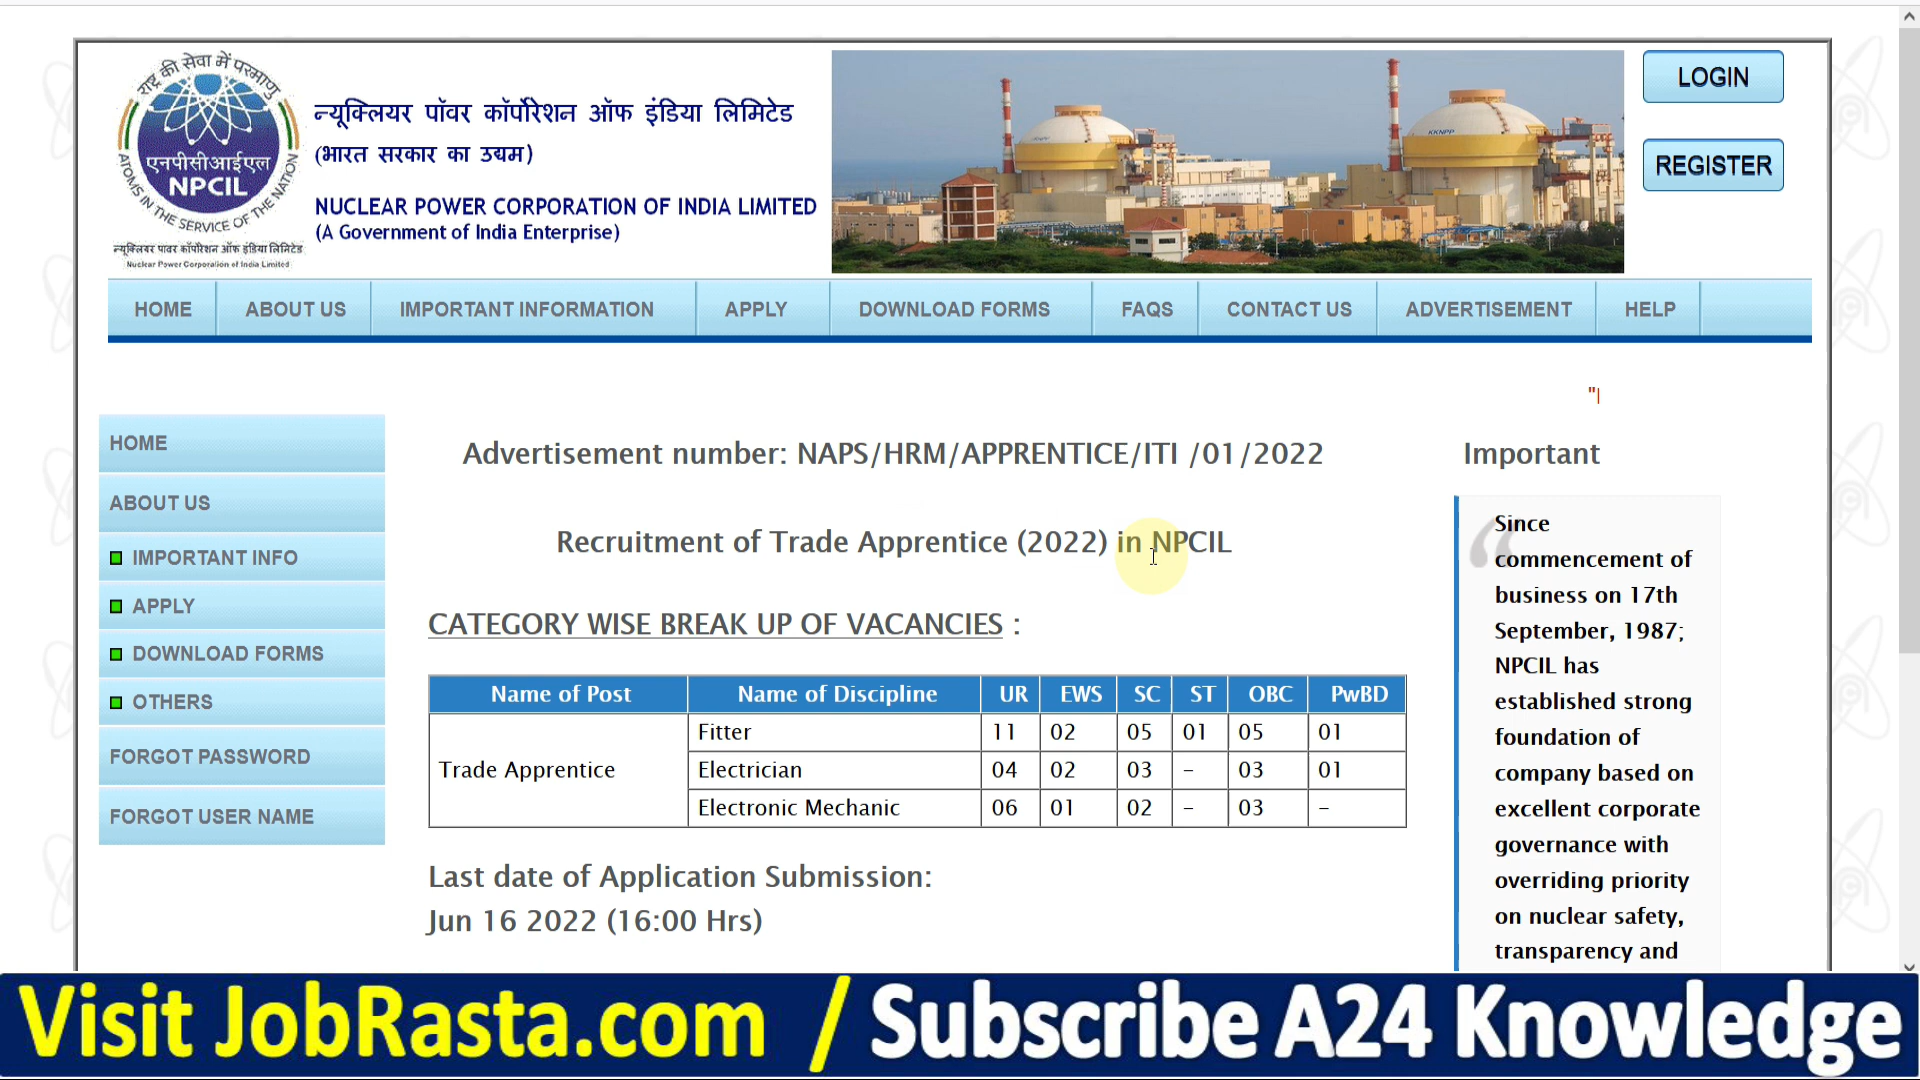 राष्ट्र की सेवा में परमाणु
एनपीसीआईएल
NPCIL
ATOMS IN THE SERVICE OF THE NATION
न्यूक्लियर पावर कॉर्पोरेशन ऑफ इंडिया लिमिटेड
Nuclear Power Corporation of India Limited
न्यूक्लियर पॉवर कॉर्पोरेशन ऑफ इंडिया लिमिटेड
(भारत सरकार का उद्यम)
NUCLEAR POWER CORPORATION OF INDIA LIMITED
(A Government of India Enterprise)
KKNPP
LOGIN
REGISTER
HOME ABOUT US IMPORTANT INFORMATION APPLY DOWNLOAD FORMS FAQS CONTACT US ADVERTISEMENT HELP
"|
HOME
ABOUT US
IMPORTANT INFO
APPLY
DOWNLOAD FORMS
OTHERS
FORGOT PASSWORD
FORGOT USER NAME
Advertisement number: NAPS/HRM/APPRENTICE/ITI /01/2022
Recruitment of Trade Apprentice (2022) in NPCIL
CATEGORY WISE BREAK UP OF VACANCIES :
Name of Post Name of Discipline UR EWS SC ST OBC PwBD
Trade Apprentice
Fitter 11 02 05 01 05 01
Electrician 04 02 03 - 03 01
Electronic Mechanic 06 01 02 - 03 -
Last date of Application Submission:
Jun 16 2022 (16:00 Hrs)
Important
“
Since
commencement of
business on 17th
September, 1987;
NPCIL has
established strong
foundation of
company based on
excellent corporate
governance with
overriding priority
on nuclear safety,
transparency and
Visit JobRasta.com / Subscribe A24 Knowledge